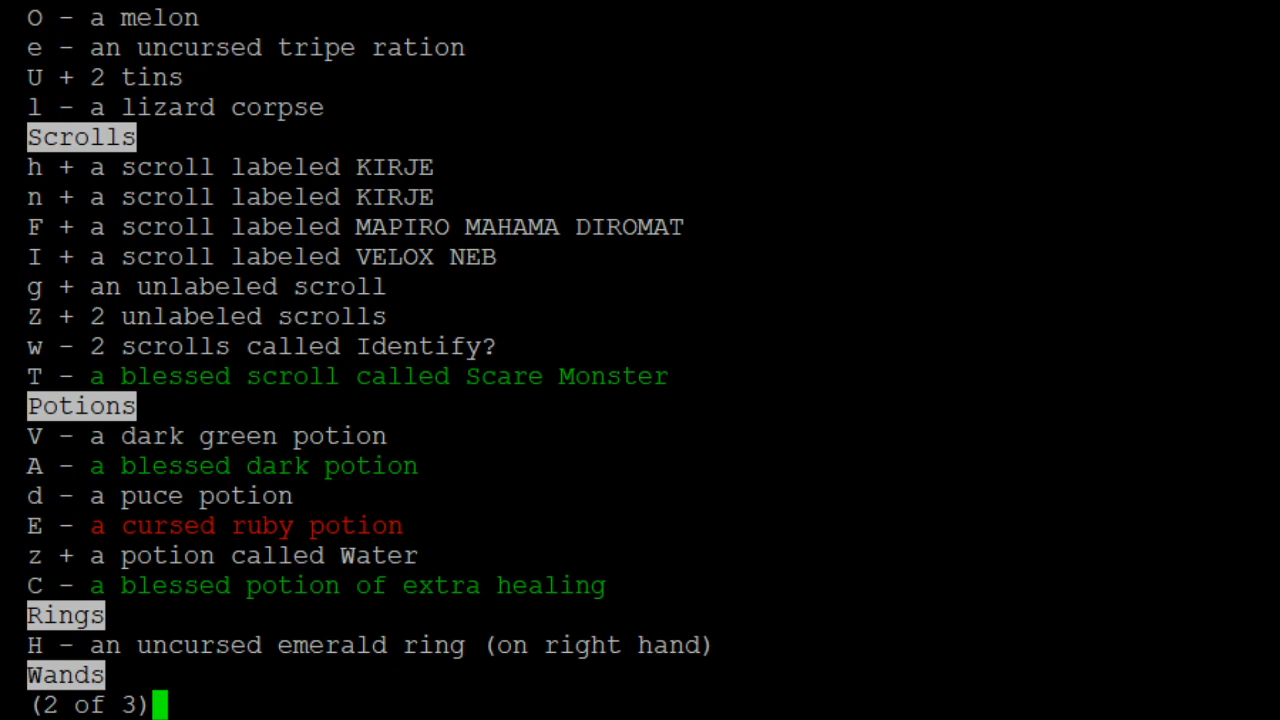 O - a melon
e - an uncursed tripe ration
U + 2 tins
l - a lizard corpse
Scrolls
h + a scroll labeled KIRJE
n + a scroll labeled KIRJE
F + a scroll labeled MAPIRO MAHAMA DIROMAT
I + a scroll labeled VELOX NEB
g + an unlabeled scroll
Z + 2 unlabeled scrolls
w - 2 scrolls called Identify?
T - a blessed scroll called Scare Monster
Potions
V - a dark green potion
A - a blessed dark potion
d - a puce potion
E - a cursed ruby potion
z + a potion called Water
C - a blessed potion of extra healing
Rings
H - an uncursed emerald ring (on right hand)
Wands
(2 of 3)